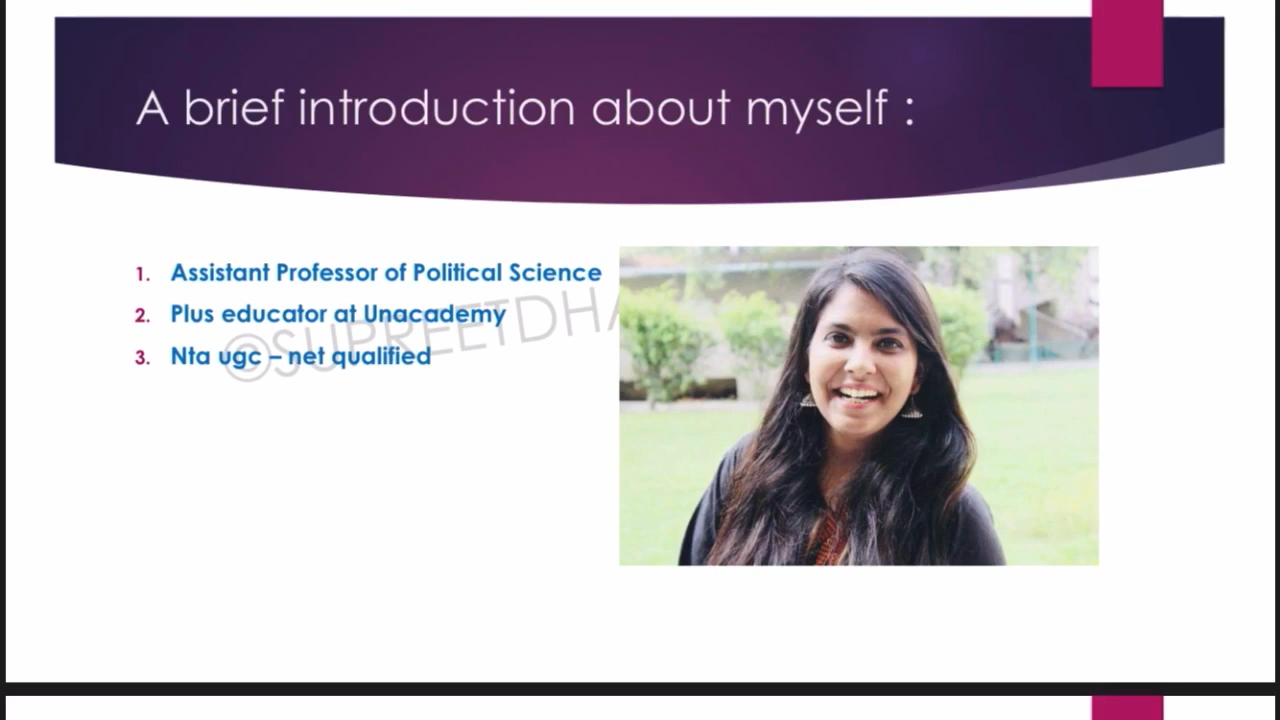 A brief introduction about myself :
1. Assistant Professor of Political Science
2. Plus educator at Unacademy
3. Nta ugc – net qualified
©SUPREETDHA